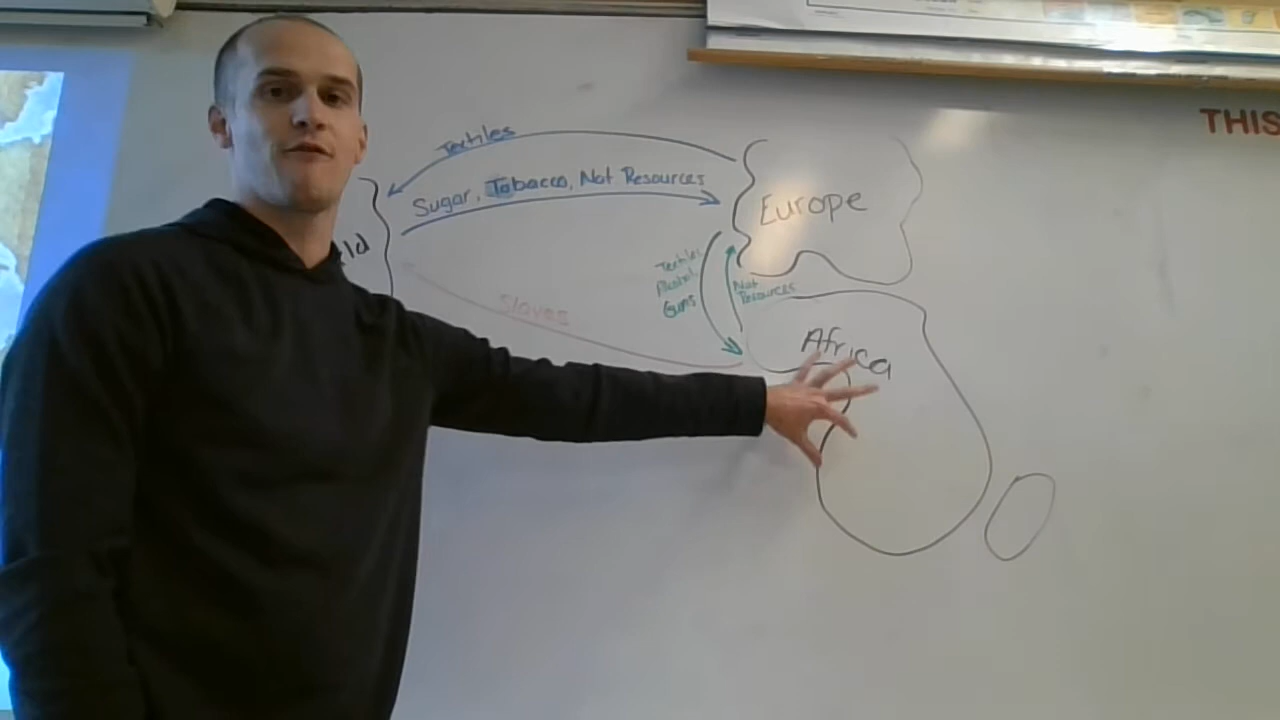 THIS
Textiles
Sugar, Tobacco, Nat Resources
Europe
ld
Textiles
Alcohol
Guns
Nat
Resources
Slaves
Africa